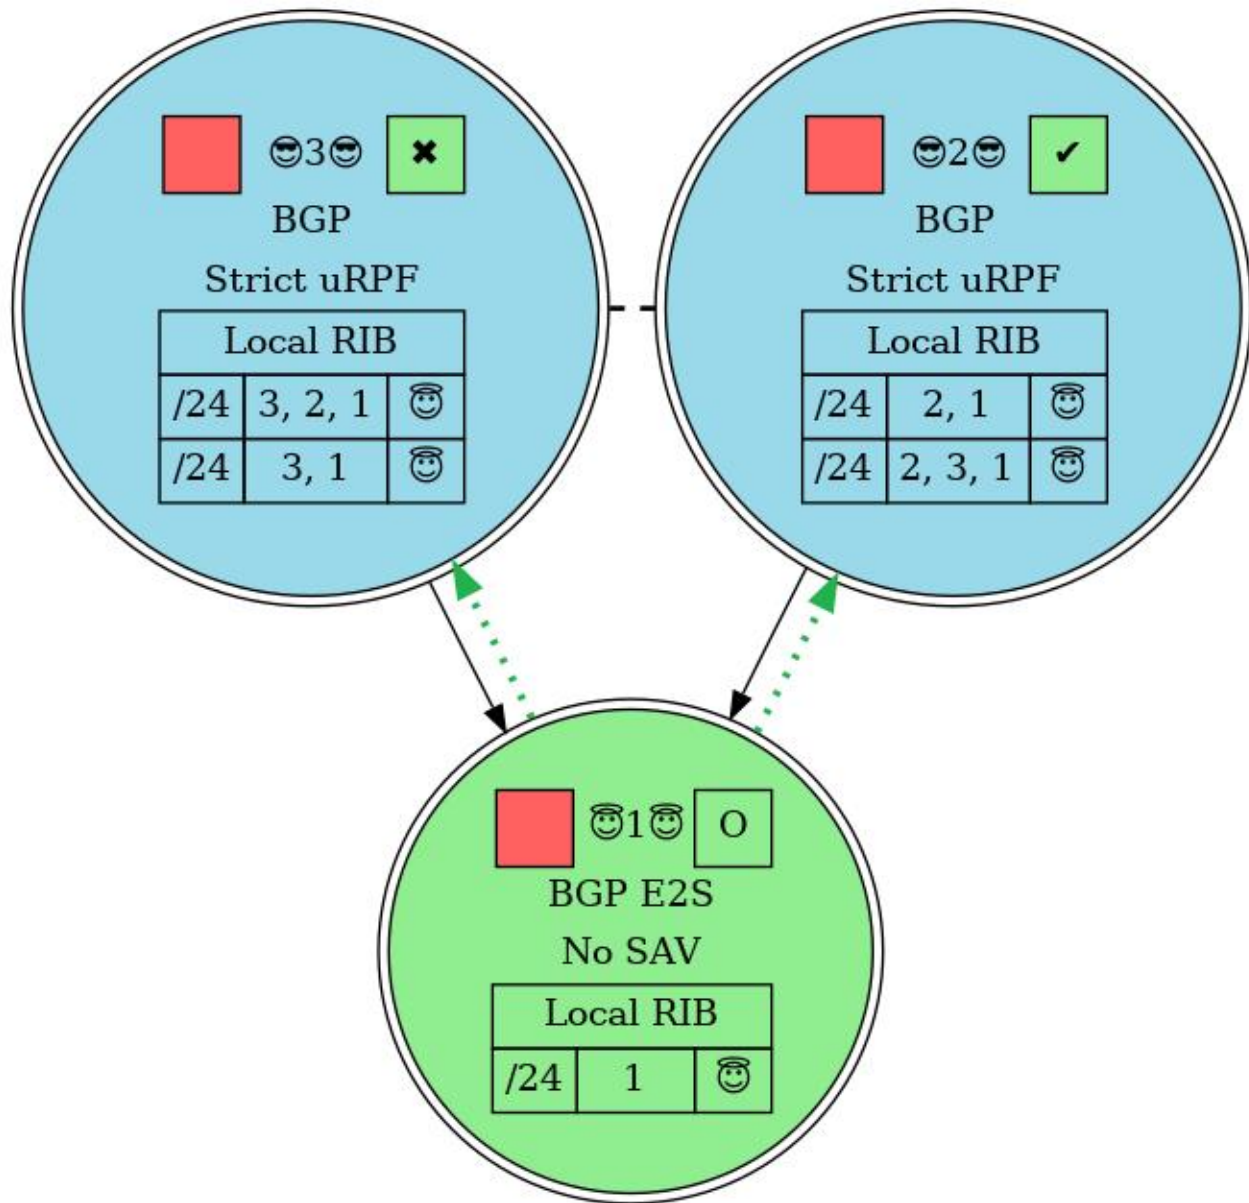 😎3😎 ✖
BGP
Strict uRPF
Local RIB
/24 3, 2, 1 😇
/24 3, 1 😇
😎2😎 ✔
BGP
Strict uRPF
Local RIB
/24 2, 1 😇
/24 2, 3, 1 😇
😇1😇 O
BGP E2S
No SAV
Local RIB
/24 1 😇